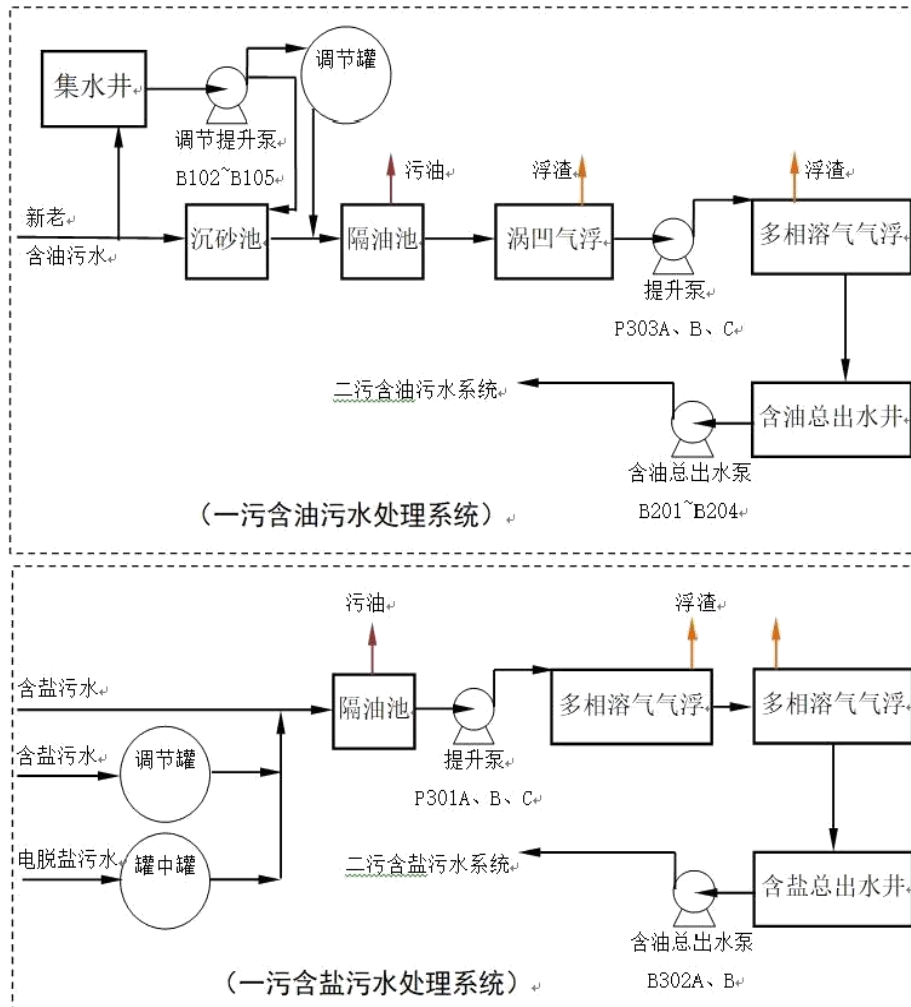 集水井
调节罐
调节提升泵
B102~B105
新老
含油污水
沉砂池
污油
隔油池
浮渣
涡凹气浮
提升泵
P303A、B、C
浮渣
多相溶气气浮
二污含油污水系统
含油总出水井
含油总出水泵
B201~B204
（一污含油污水处理系统）
污油
浮渣
含盐污水
隔油池
提升泵
P301A、B、C
多相溶气气浮
多相溶气气浮
含盐污水
调节罐
电脱盐污水
罐中罐
二污含盐污水系统
含盐总出水井
含油总出水泵
B302A、B
（一污含盐污水处理系统）